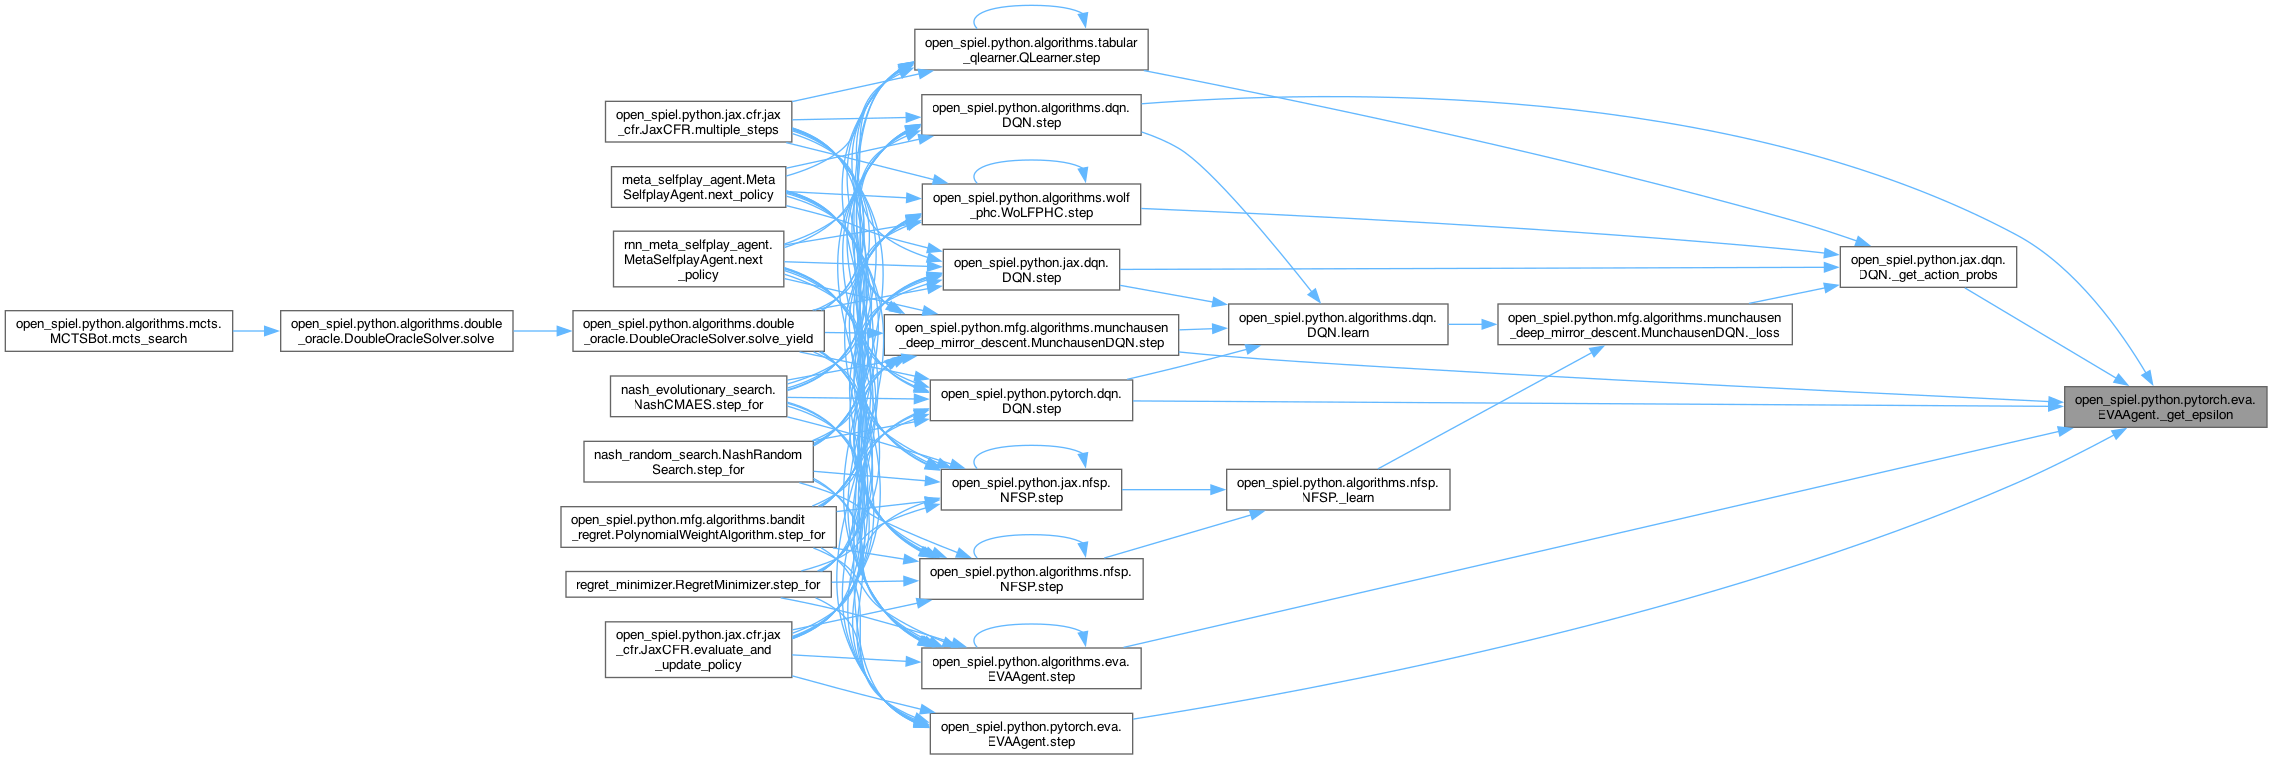 open_spiel.python.algorithms.mcts.
MCTSBot.mcts_search
open_spiel.python.algorithms.double
_oracle.DoubleOracleSolver.solve
open_spiel.python.jax.cfr.jax
_cfr.JaxCFR.multiple_steps
meta_selfplay_agent.Meta
SelfplayAgent.next_policy
rnn_meta_selfplay_agent.
MetaSelfplayAgent.next
_policy
open_spiel.python.algorithms.double
_oracle.DoubleOracleSolver.solve_yield
nash_evolutionary_search.
NashCMAES.step_for
nash_random_search.NashRandom
Search.step_for
open_spiel.python.mfg.algorithms.bandit
_regret.PolynomialWeightAlgorithm.step_for
regret_minimizer.RegretMinimizer.step_for
open_spiel.python.jax.cfr.jax
_cfr.JaxCFR.evaluate_and
_update_policy
open_spiel.python.algorithms.tabular
_qlearner.QLearner.step
open_spiel.python.algorithms.dqn.
DQN.step
open_spiel.python.algorithms.wolf
_phc.WoLFPHC.step
open_spiel.python.jax.dqn.
DQN.step
open_spiel.python.mfg.algorithms.munchausen
_deep_mirror_descent.MunchausenDQN.step
open_spiel.python.pytorch.dqn.
DQN.step
open_spiel.python.jax.nfsp.
NFSP.step
open_spiel.python.algorithms.nfsp.
NFSP.step
open_spiel.python.algorithms.eva.
EVAAgent.step
open_spiel.python.pytorch.eva.
EVAAgent.step
open_spiel.python.algorithms.dqn.
DQN.learn
open_spiel.python.algorithms.nfsp.
NFSP._learn
open_spiel.python.mfg.algorithms.munchausen
_deep_mirror_descent.MunchausenDQN._loss
open_spiel.python.jax.dqn.
DQN._get_action_probs
open_spiel.python.pytorch.eva.
EVAAgent._get_epsilon